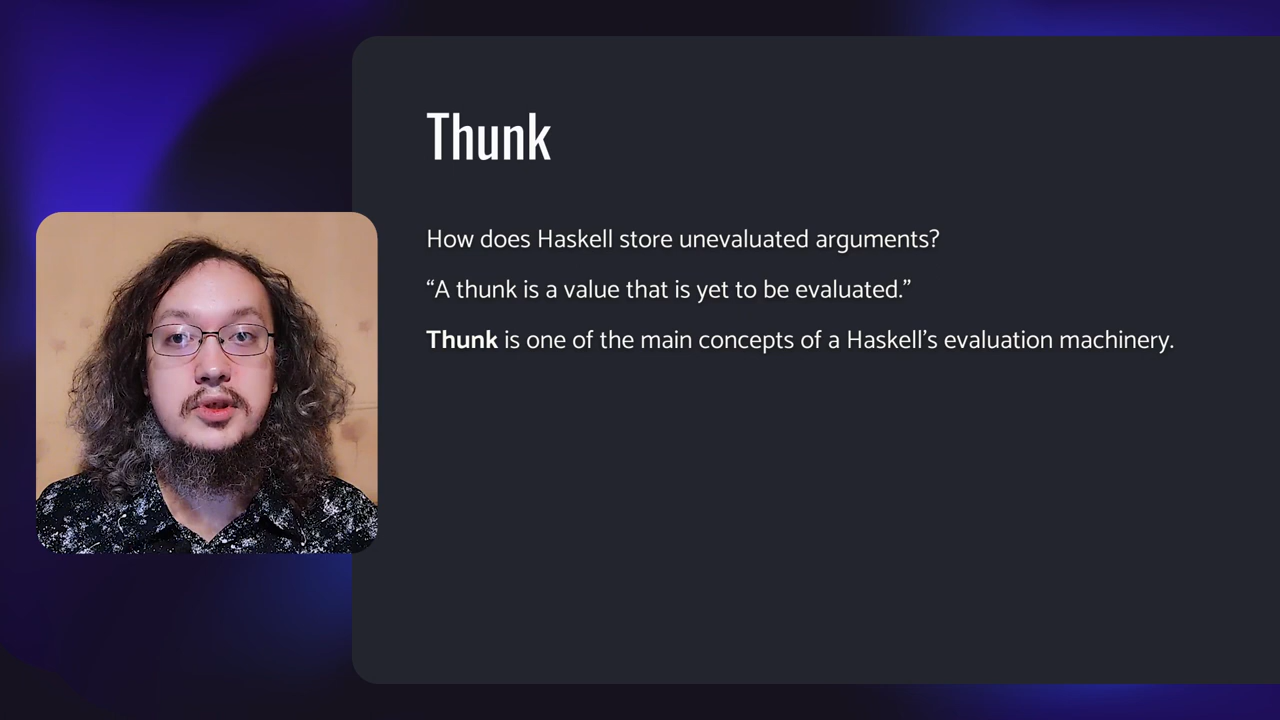 Thunk
How does Haskell store unevaluated arguments?
“A thunk is a value that is yet to be evaluated.”
Thunk is one of the main concepts of a Haskell’s evaluation machinery.